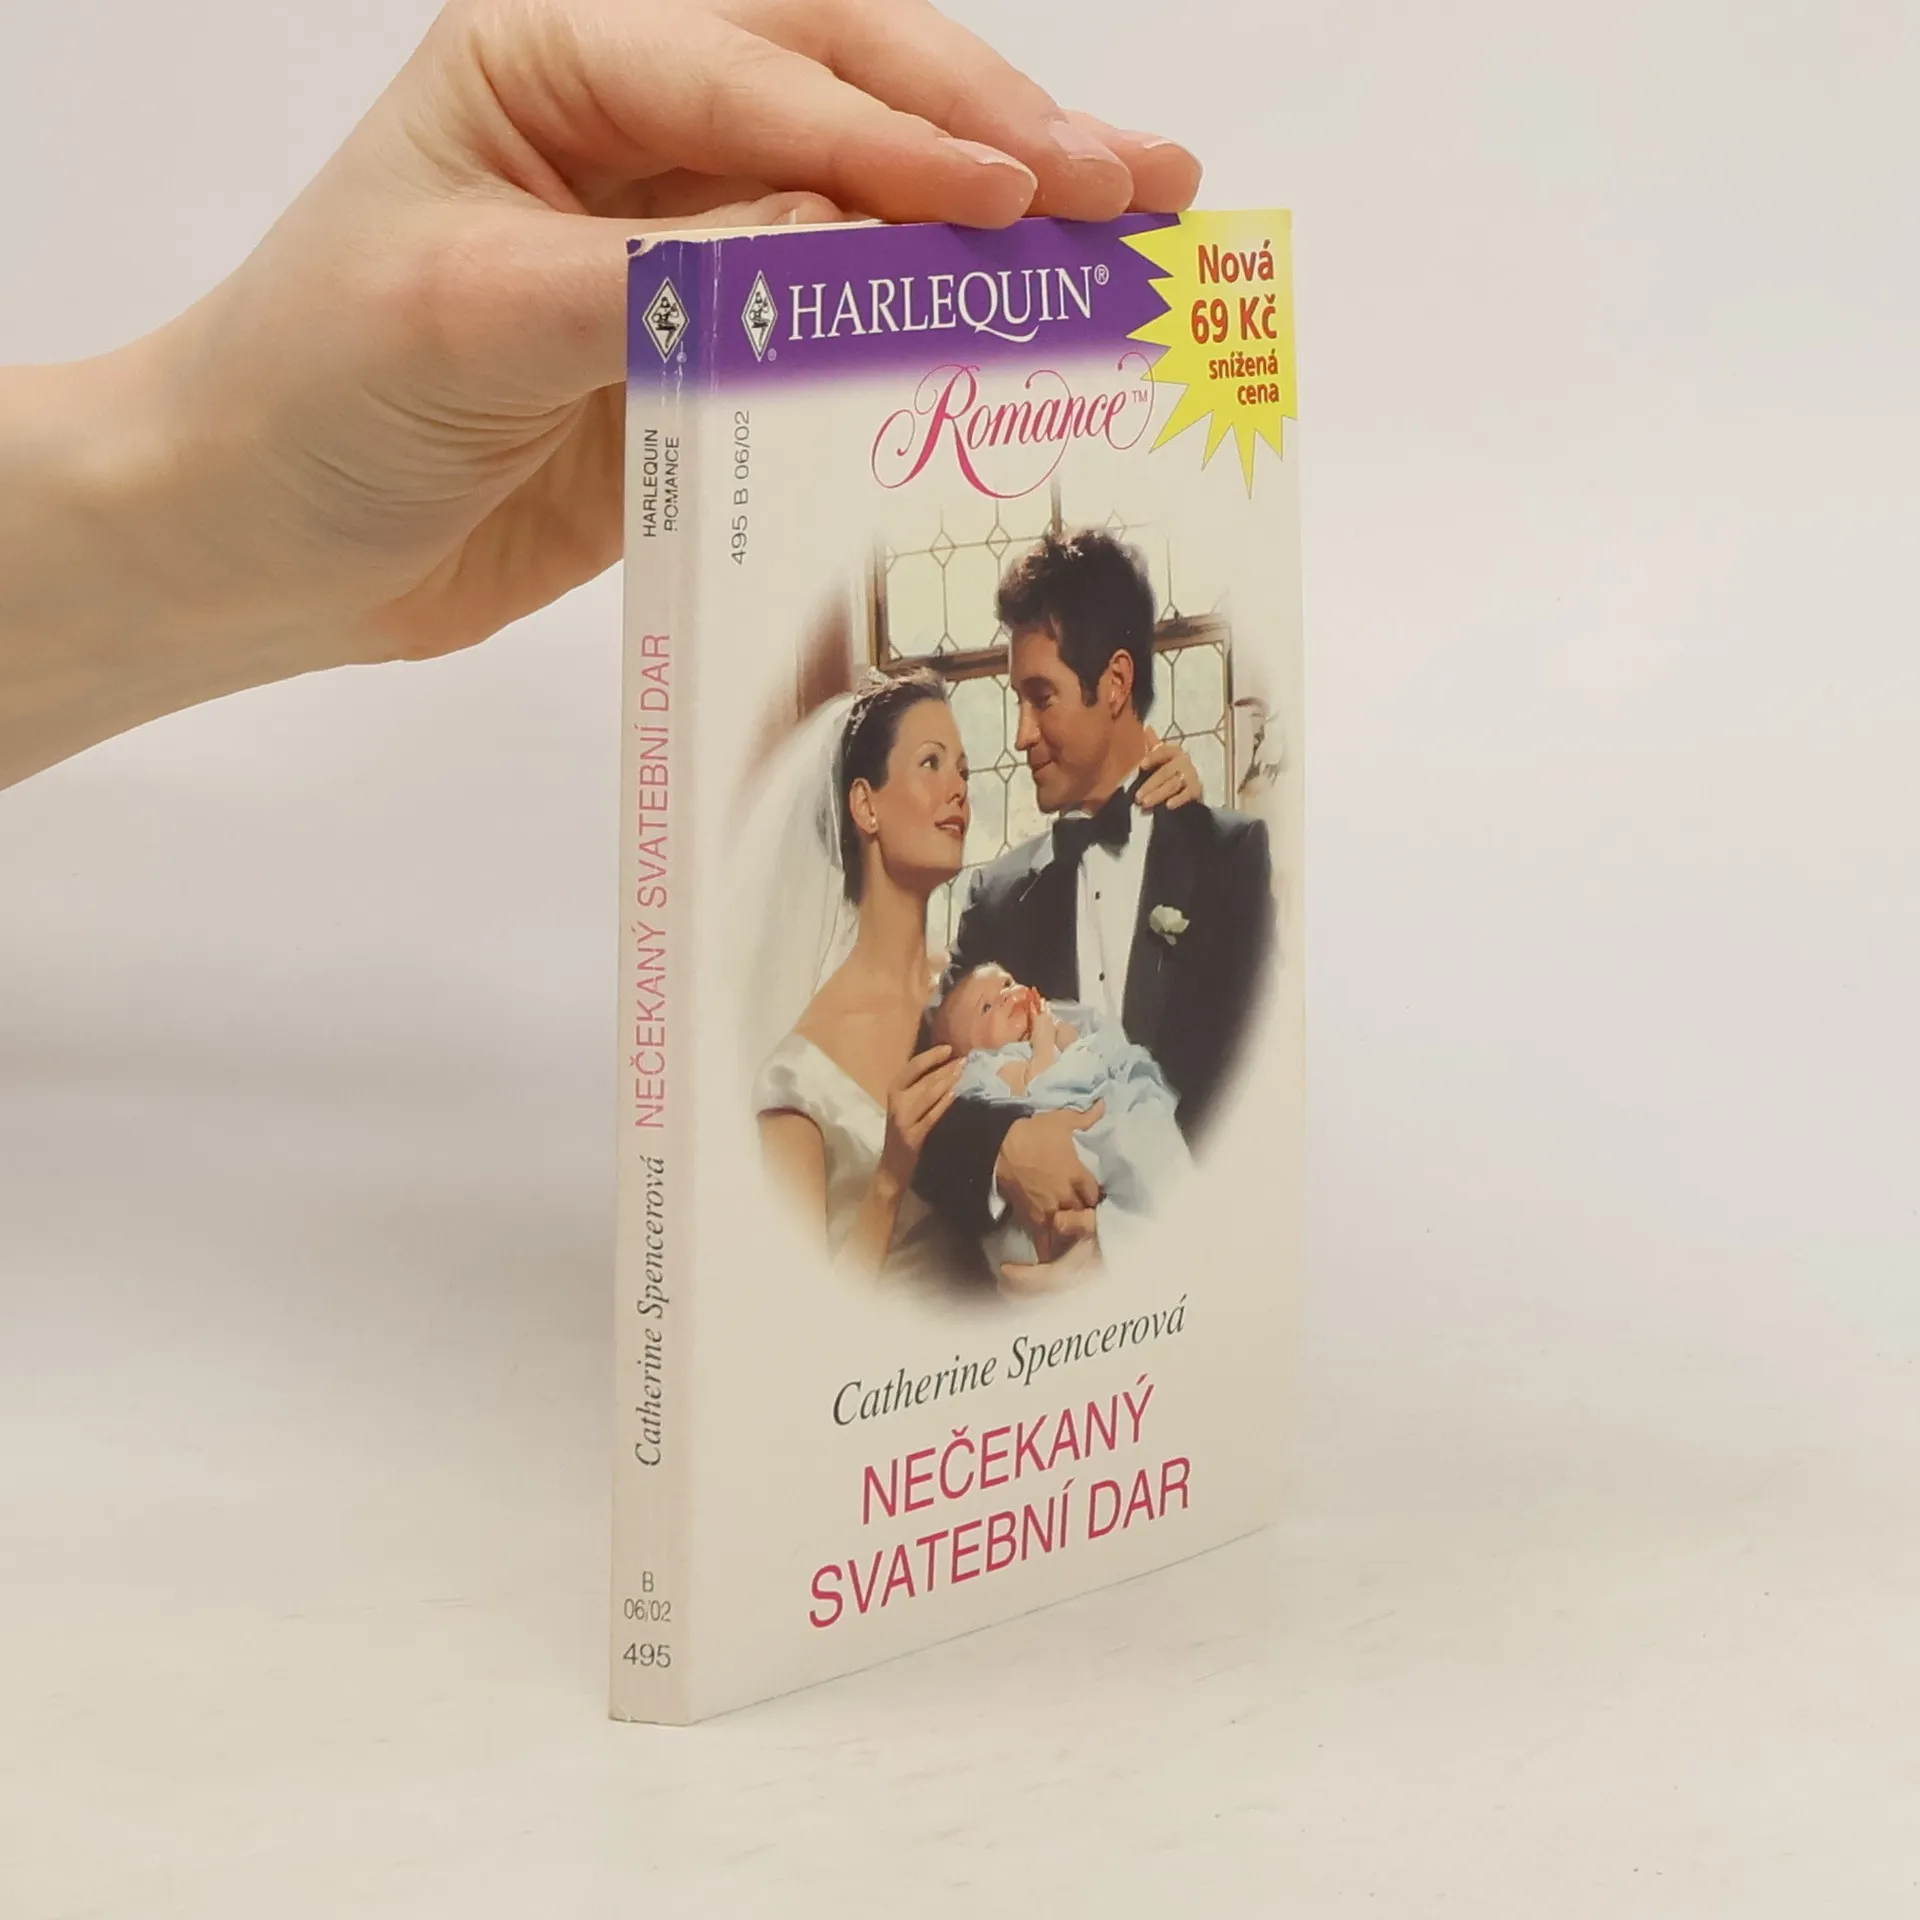 HARLEQUIN®
Romance™
Nová
69 Kč
snížená
cena
495 B 06/02
Catherine Spencerová
NEČEKANÝ
SVATEBNÍ DAR
HARLEQUIN
ROMANCE
NEČEKANÝ SVATEBNÍ DAR
Catherine Spencerová
B
06/02
495